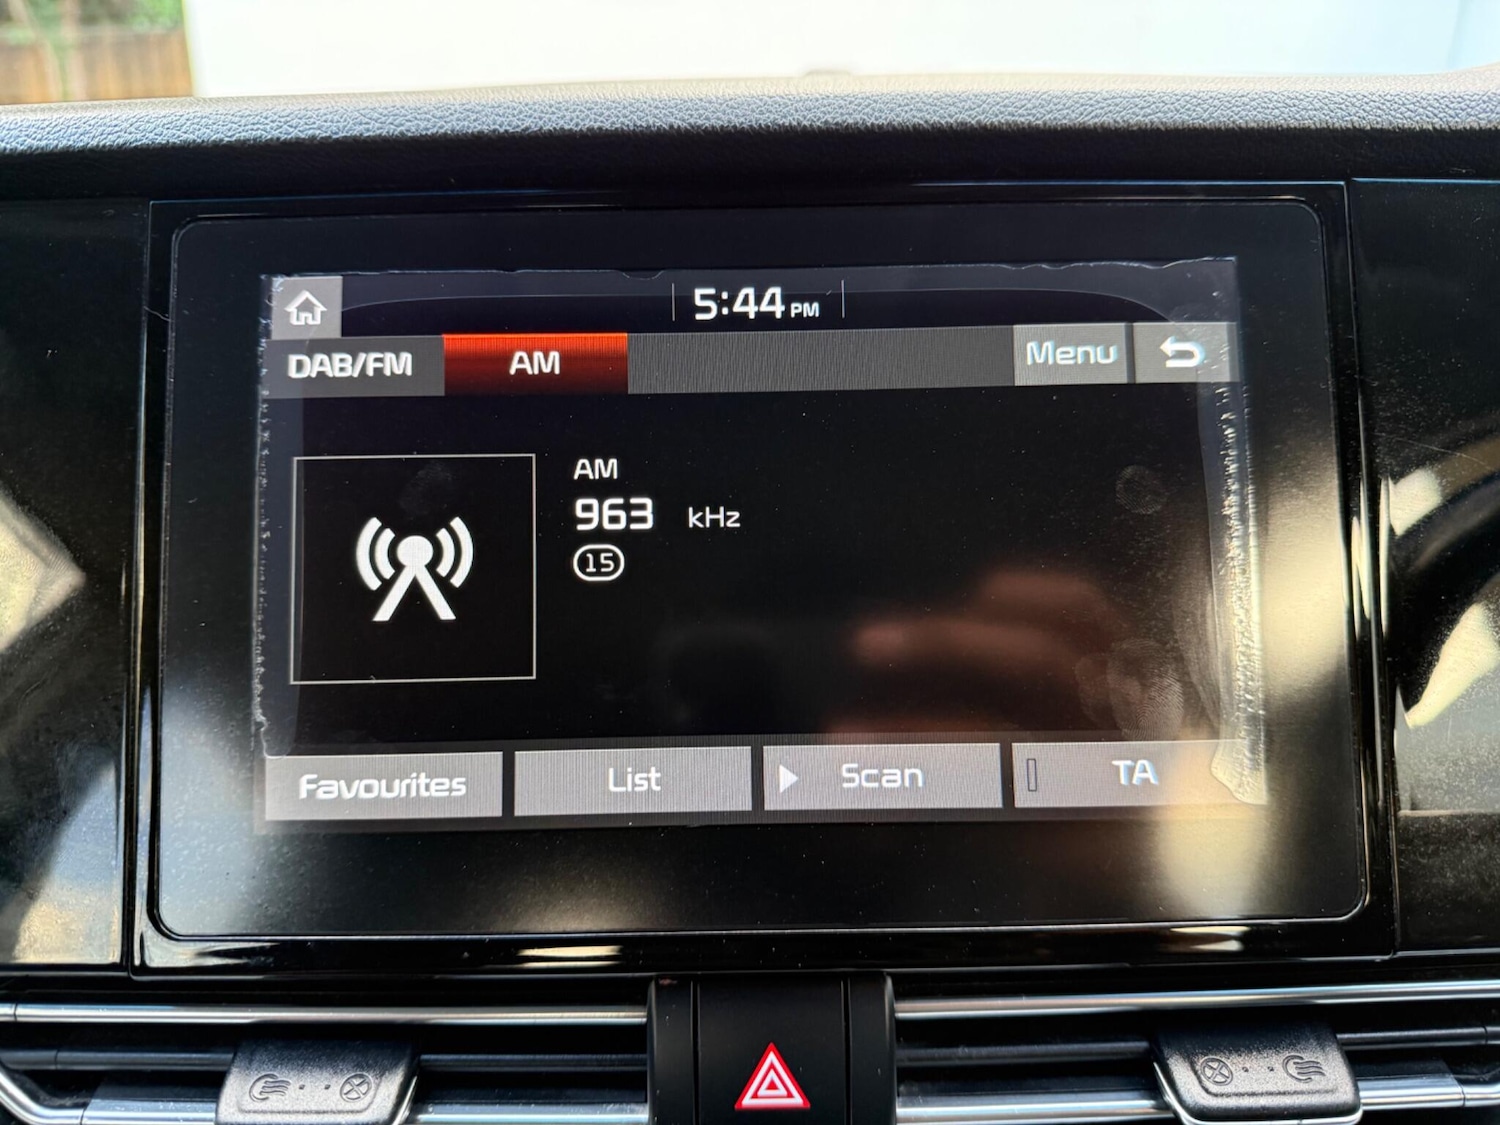 5:44 PM
DAB/FM AM Menu
AM
963 kHz
15
Favourites List Scan TA